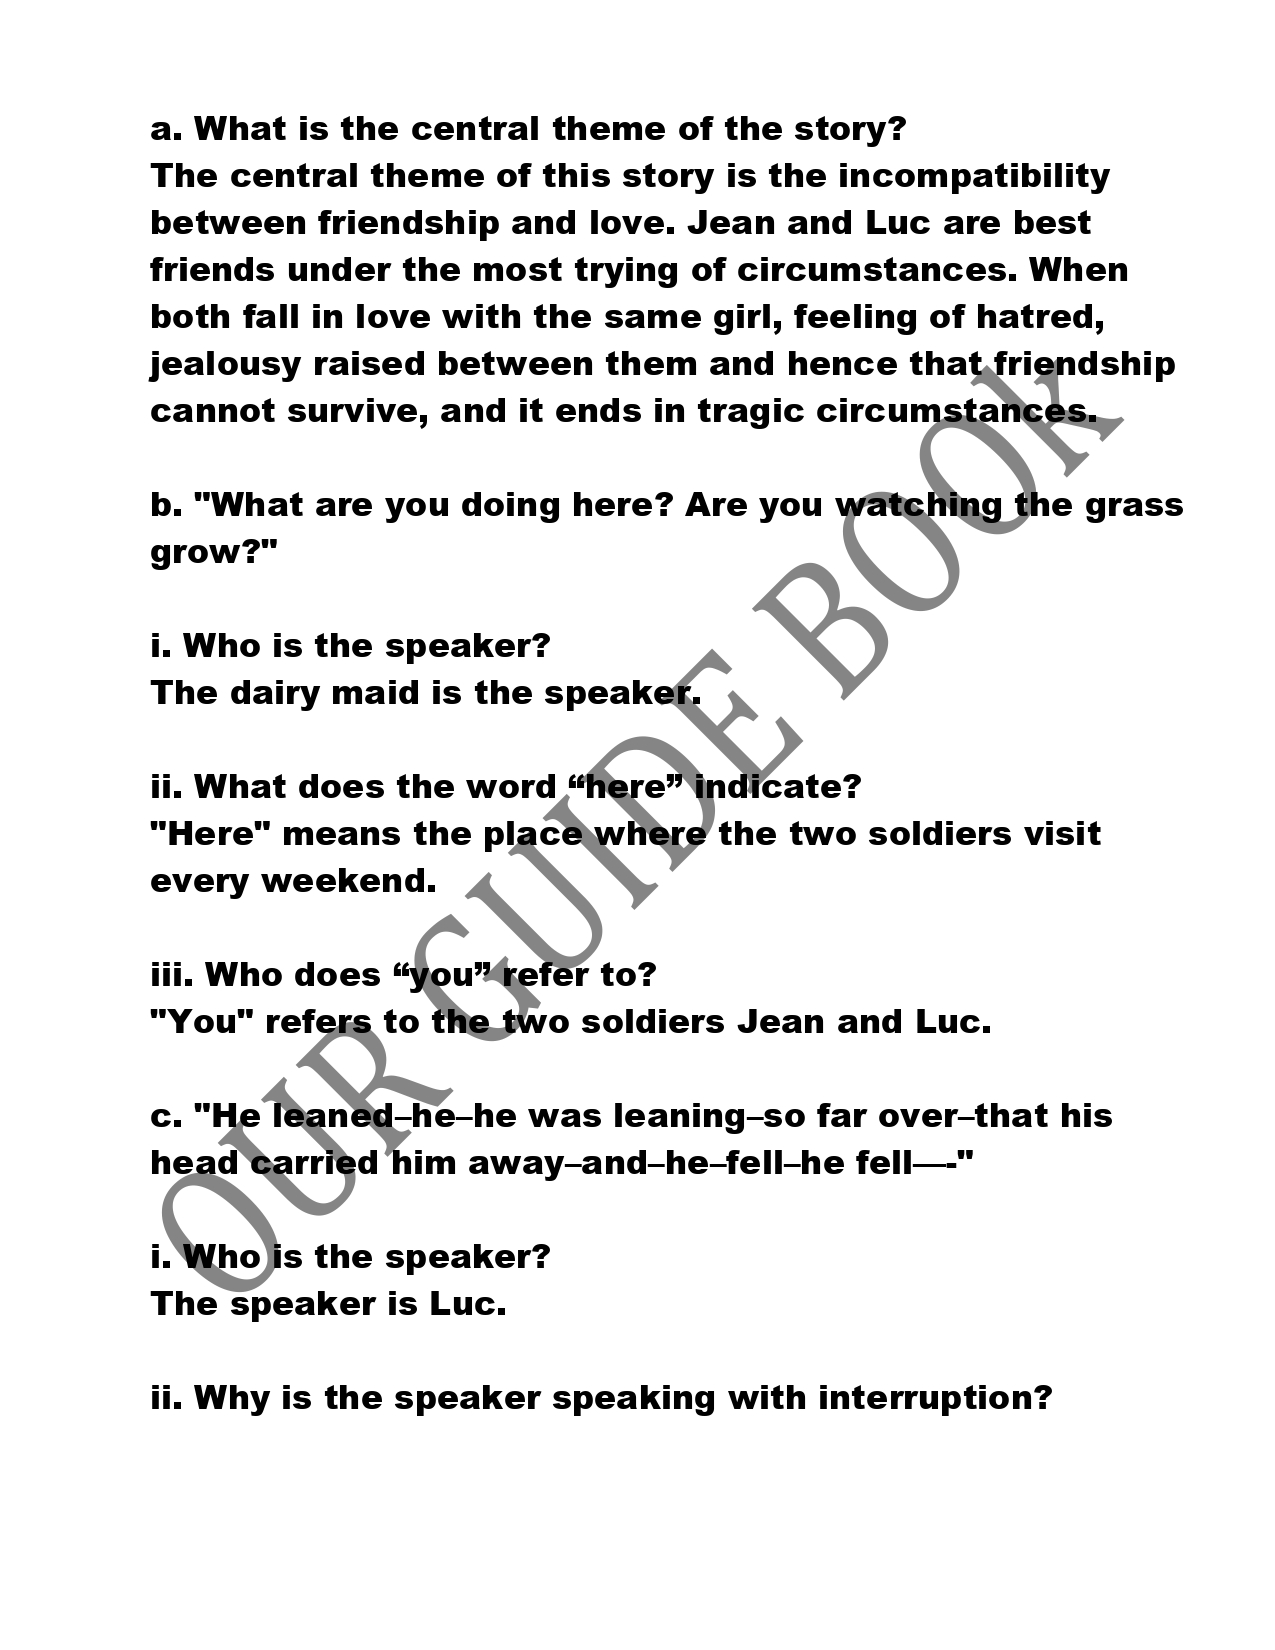 a. What is the central theme of the story?
The central theme of this story is the incompatibility
between friendship and love. Jean and Luc are best
friends under the most trying of circumstances. When
both fall in love with the same girl, feeling of hatred,
jealousy raised between them and hence that friendship
cannot survive, and it ends in tragic circumstances.
b. "What are you doing here? Are you watching the grass
grow?"
i. Who is the speaker?
The dairy maid is the speaker.
ii. What does the word “here” indicate?
"Here" means the place where the two soldiers visit
every weekend.
iii. Who does “you” refer to?
"You" refers to the two soldiers Jean and Luc.
c. "He leaned–he–he was leaning–so far over–that his
head carried him away–and–he–fell–he fell—-"
i. Who is the speaker?
The speaker is Luc.
ii. Why is the speaker speaking with interruption?
OUR GUIDE BOOk